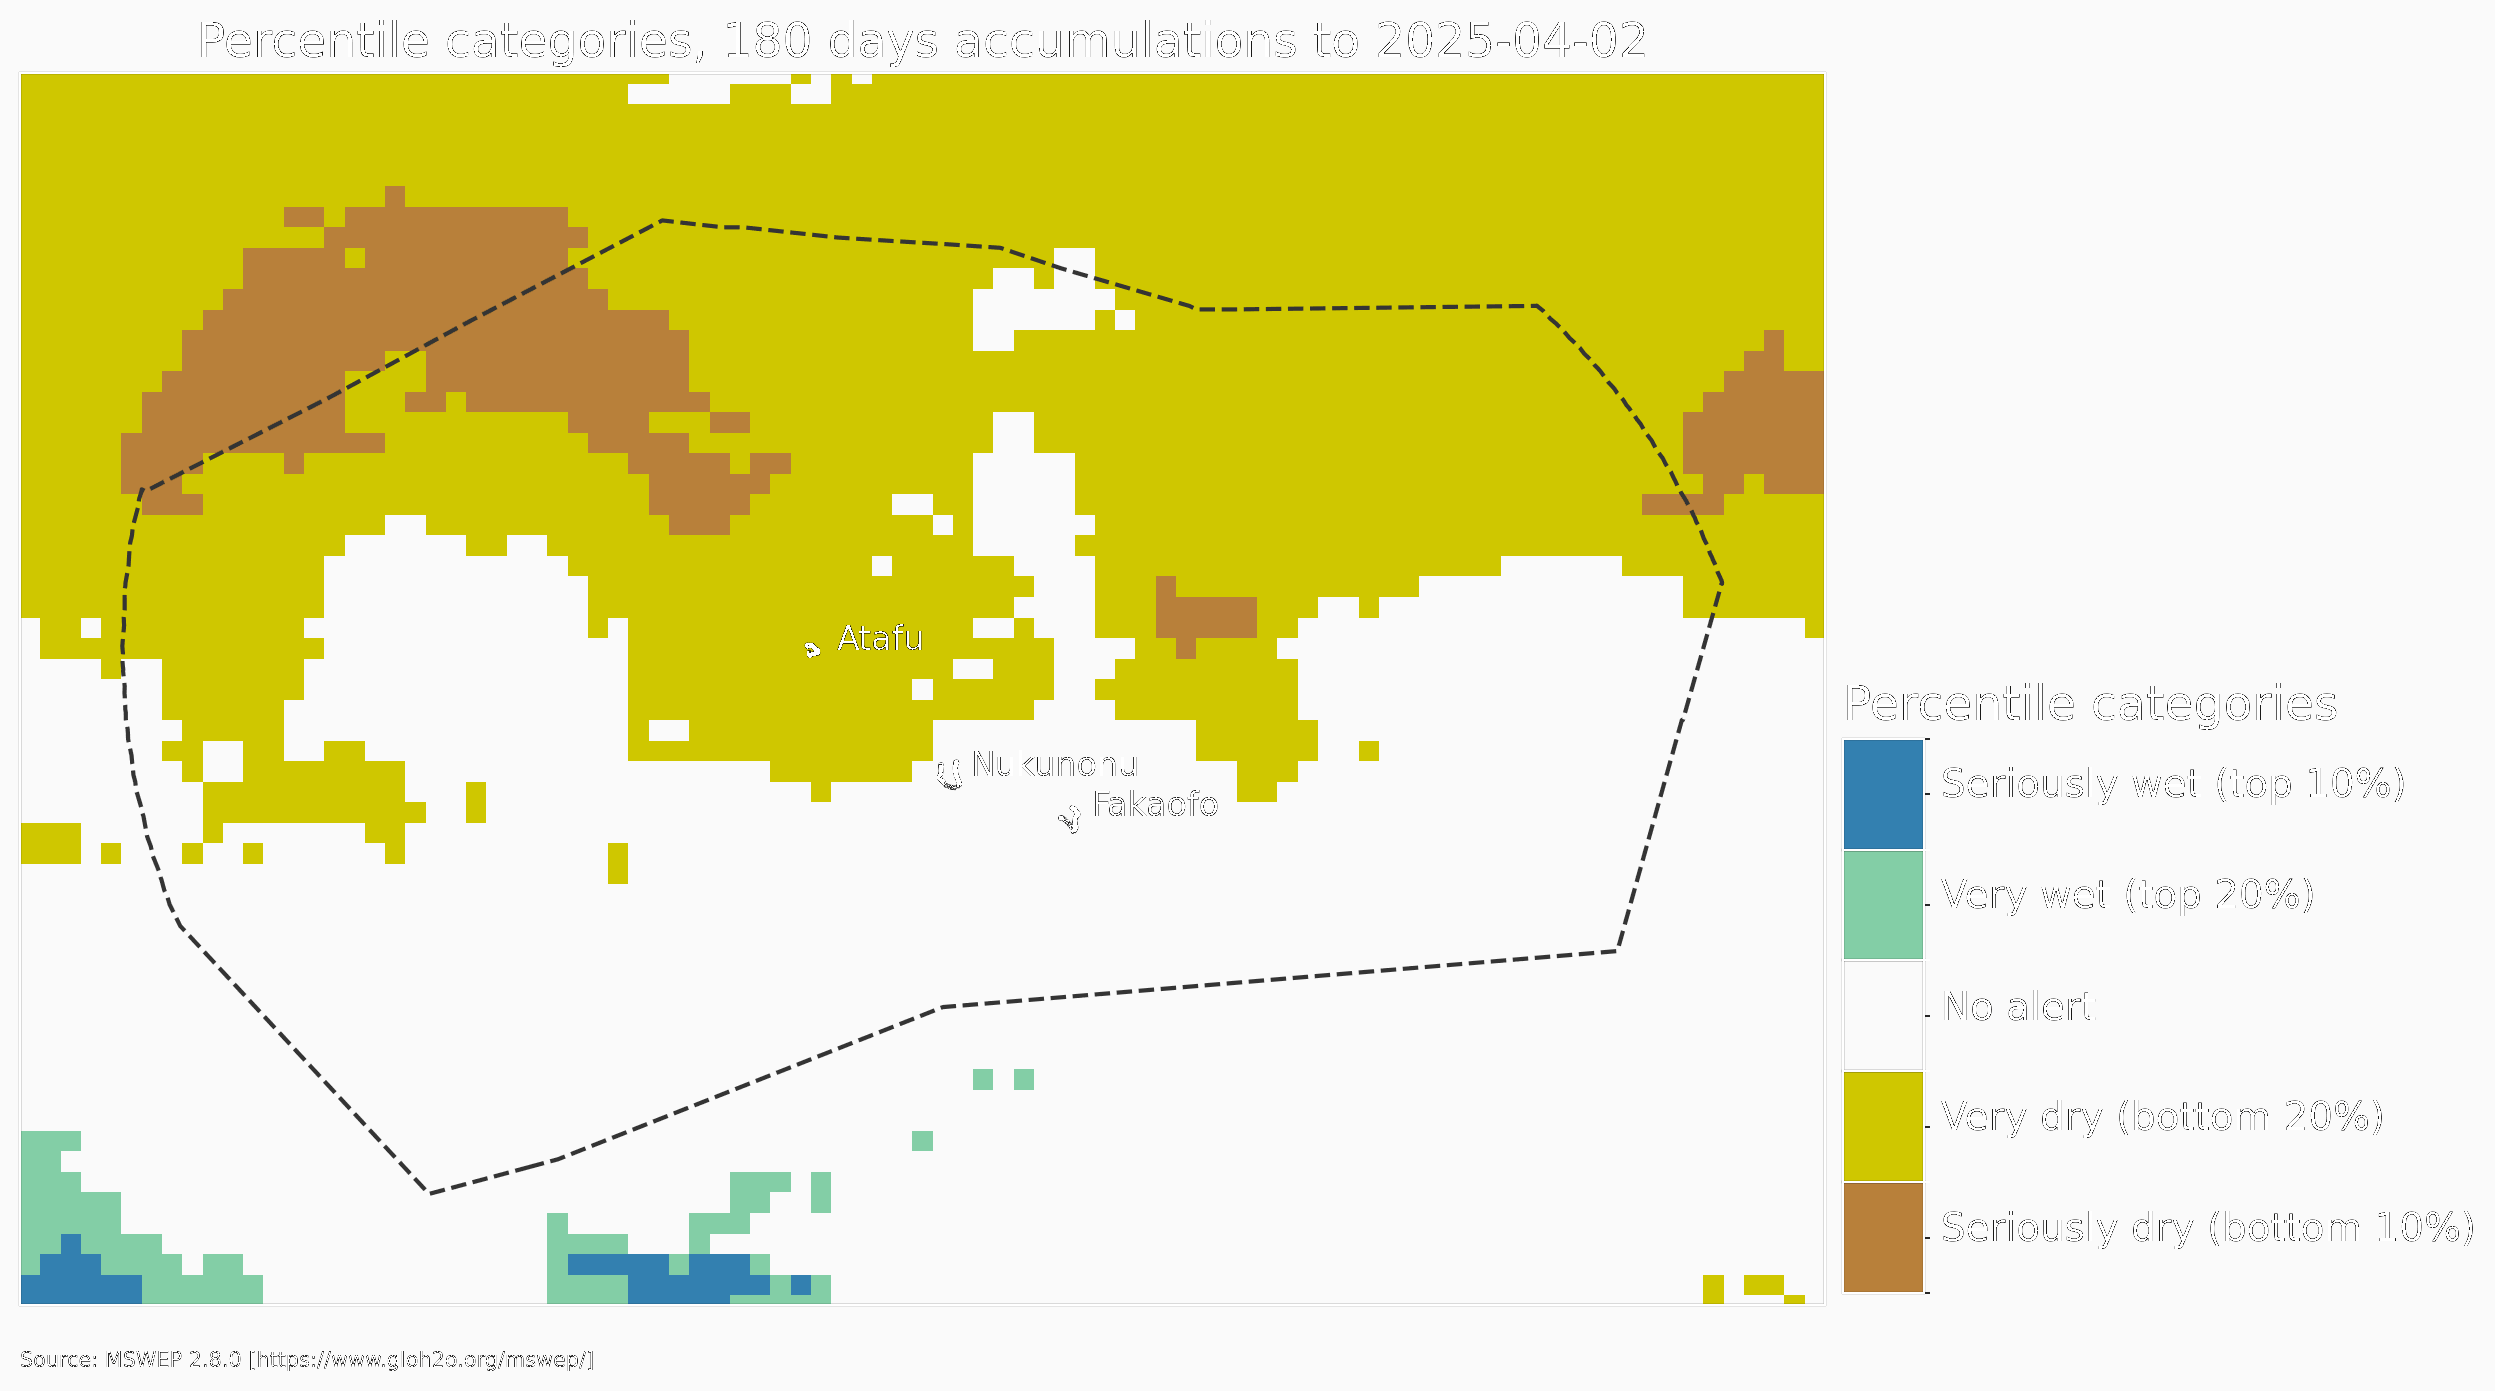 Percentile categories, 180 days accumulations to 2025-04-02
Atafu
Nukunonu
Fakaofo
Percentile categories
Seriously wet (top 10%)
Very wet (top 20%)
No alert
Very dry (bottom 20%)
Seriously dry (bottom 10%)
Source: MSWEP 2.8.0 [https://www.gloh2o.org/mswep/]